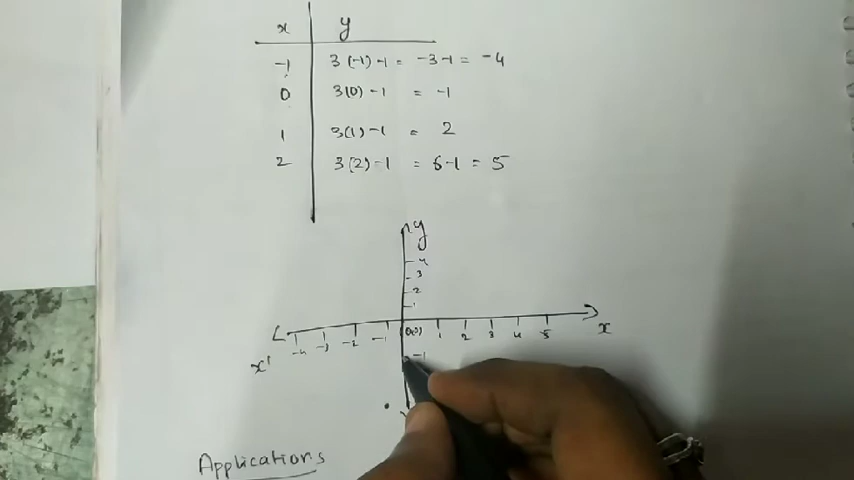 x y
-1 3(-1)-1 = -3-1 = -4
0 3(0)-1 = -1
1 3(1)-1 = 2
2 3(2)-1 = 6-1 = 5
y
4
3
2
1
x' -4 -3 -2 -1 0(0) 1 2 3 4 5 x
-1
Applications